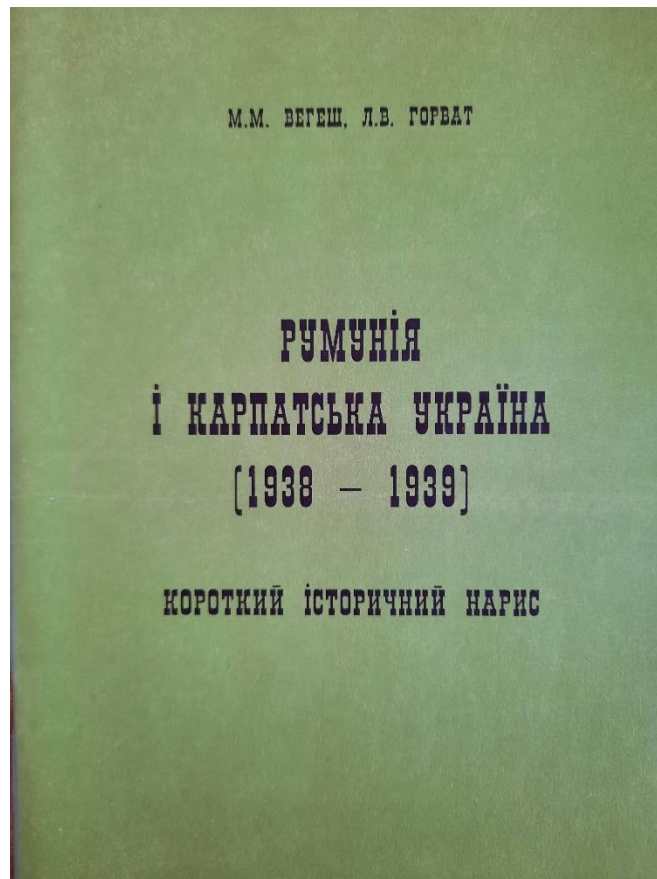 М.М. ВЕГЕШ, Л.В. ГОРВАТ
РУМУНІЯ
І КАРПАТСЬКА УКРАЇНА
(1938 – 1939)
КОРОТКИЙ ІСТОРИЧНИЙ НАРИС